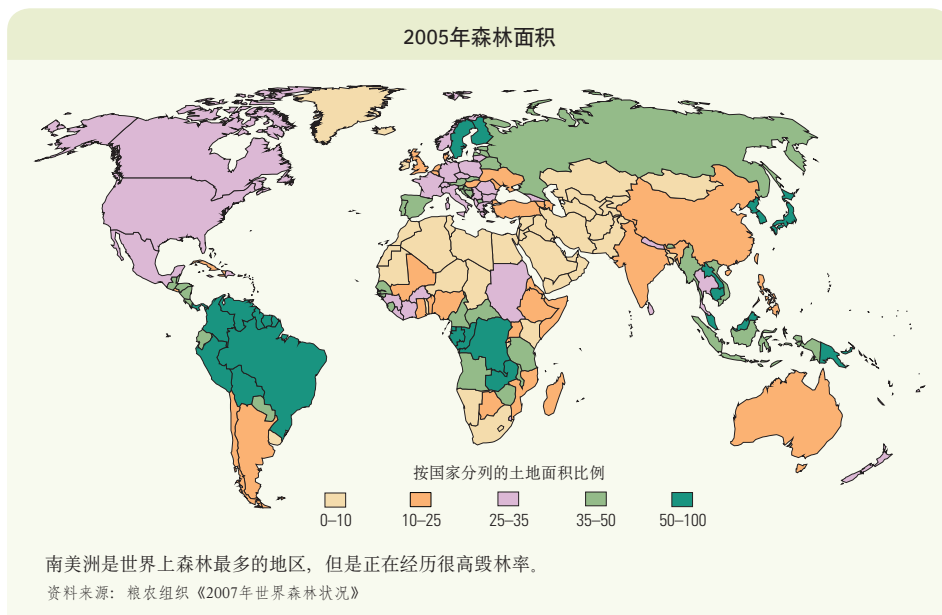 2005年森林面积
按国家分列的土地面积比例
0–10 10–25 25–35 35–50 50–100
南美洲是世界上森林最多的地区，但是正在经历很高毁林率。
资料来源：粮农组织《2007年世界森林状况》